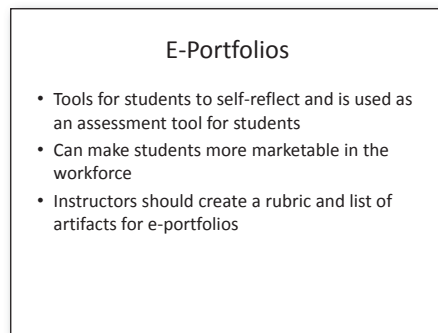 E-Portfolios
• Tools for students to self-reflect and is used as
an assessment tool for students
• Can make students more marketable in the
workforce
• Instructors should create a rubric and list of
artifacts for e-portfolios